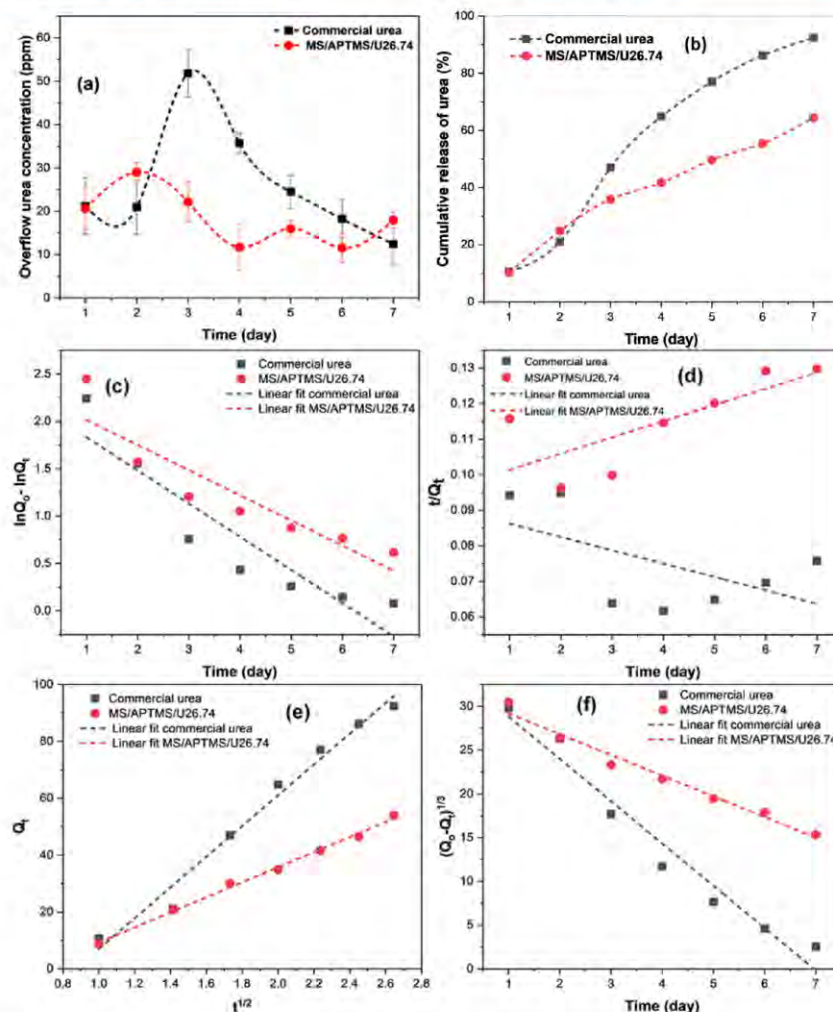 Commercial urea
MS/APTMS/U26.74
(a)
Overflow urea concentration (ppm)
60
50
40
30
20
10
0
1 2 3 4 5 6 7
Time (day)
Commercial urea
MS/APTMS/U26.74
(b)
Cumulative release of urea (%)
100
80
60
40
20
0
1 2 3 4 5 6 7
Time (day)
(c)
Commercial urea
MS/APTMS/U26.74
Linear fit commercial urea
Linear fit MS/APTMS/U26.74
lnQo- lnQt
2.5
2.0
1.5
1.0
0.5
0.0
1 2 3 4 5 6 7
Time (day)
Commercial urea
MS/APTMS/U26.74
(d)
Linear fit commercial urea
Linear fit MS/APTMS/U26.74
t/Qt
0.13
0.12
0.11
0.10
0.09
0.08
0.07
0.06
1 2 3 4 5 6 7
Time (day)
Commercial urea
MS/APTMS/U26.74
(e)
Linear fit commercial urea
Linear fit MS/APTMS/U26.74
Qt
100
80
60
40
20
0
0.8 1.0 1.2 1.4 1.6 1.8 2.0 2.2 2.4 2.6 2.8
t1/2
Commercial urea
MS/APTMS/U26.74
(f)
Linear fit commercial urea
Linear fit MS/APTMS/U26.74
(Qo-Qt)1/3
30
25
20
15
10
5
0
1 2 3 4 5 6 7
Time (day)